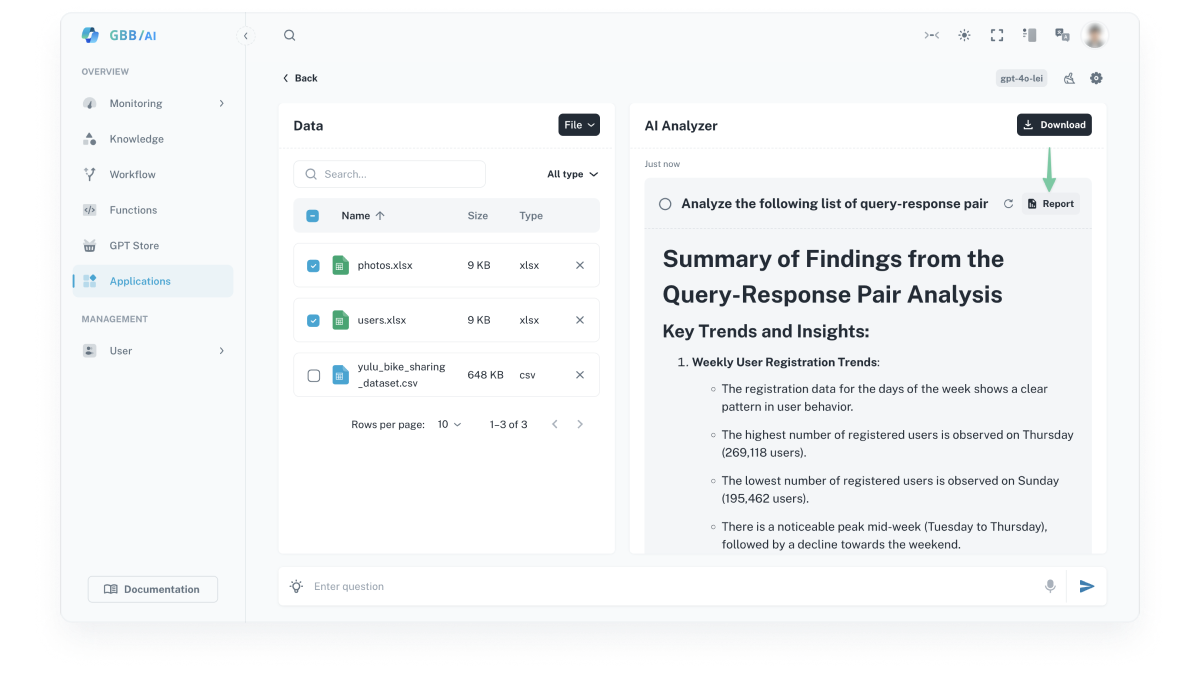 GBB/AI
OVERVIEW
Monitoring
Knowledge
Workflow
Functions
GPT Store
Applications
MANAGEMENT
User
Documentation
Back
gpt-4o-lei
Data
File
Search...
All type
Name Size Type
photos.xlsx 9 KB xlsx
users.xlsx 9 KB xlsx
yulu_bike_sharing
_dataset.csv 648 KB csv
Rows per page: 10 1–3 of 3
AI Analyzer
Download
Just now
Analyze the following list of query-response pair
Report
Summary of Findings from the
Query-Response Pair Analysis
Key Trends and Insights:
1. Weekly User Registration Trends:
The registration data for the days of the week shows a clear
pattern in user behavior.
The highest number of registered users is observed on Thursday
(269,118 users).
The lowest number of registered users is observed on Sunday
(195,462 users).
There is a noticeable peak mid-week (Tuesday to Thursday),
followed by a decline towards the weekend.
Enter question